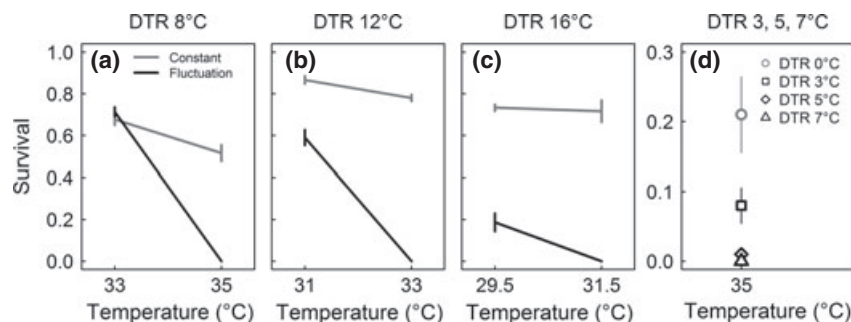 DTR 8°C DTR 12°C DTR 16°C DTR 3, 5, 7°C
Survival
1.0
0.8
0.6
0.4
0.2
0.0
(a)
Constant
Fluctuation
33 35
Temperature (°C)
(b)
31 33
Temperature (°C)
(c)
29.5 31.5
Temperature (°C)
0.3
0.2
0.1
0.0
(d)
DTR 0°C
DTR 3°C
DTR 5°C
DTR 7°C
35
Temperature (°C)